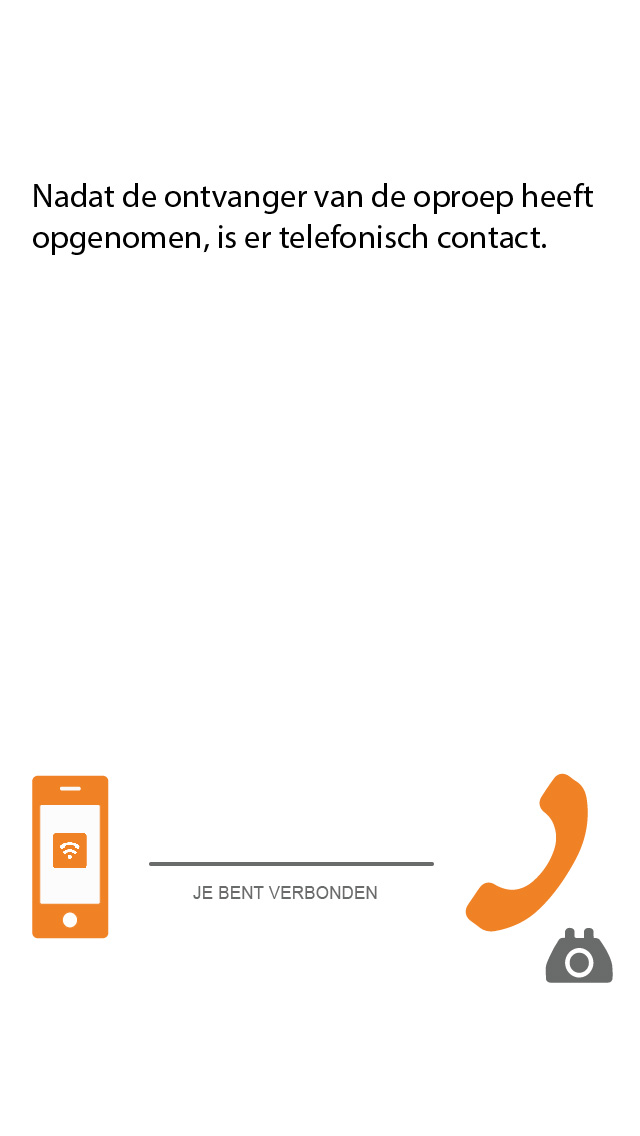 Nadat de ontvanger van de oproep heeft
opgenomen, is er telefonisch contact.
JE BENT VERBONDEN